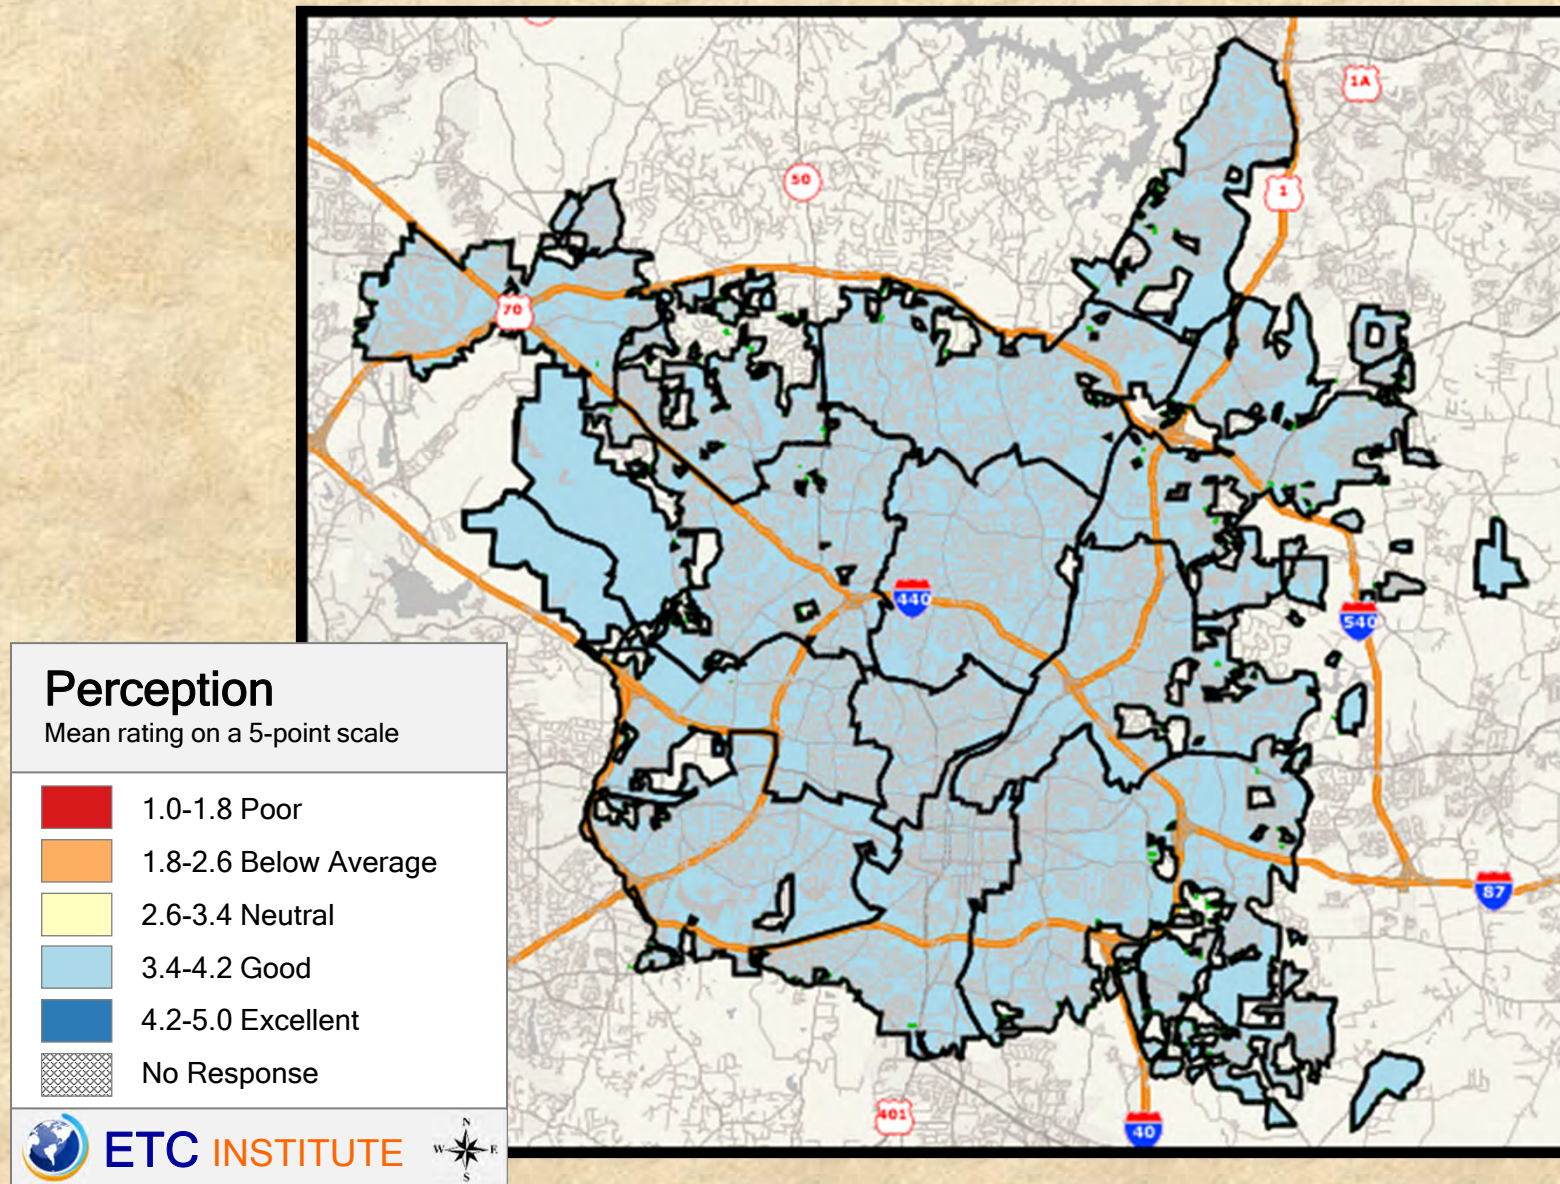 1A
50
1
70
440
540
87
401
40
Perception
Mean rating on a 5-point scale
1.0-1.8 Poor
1.8-2.6 Below Average
2.6-3.4 Neutral
3.4-4.2 Good
4.2-5.0 Excellent
No Response
ETC INSTITUTE
N
W E
S